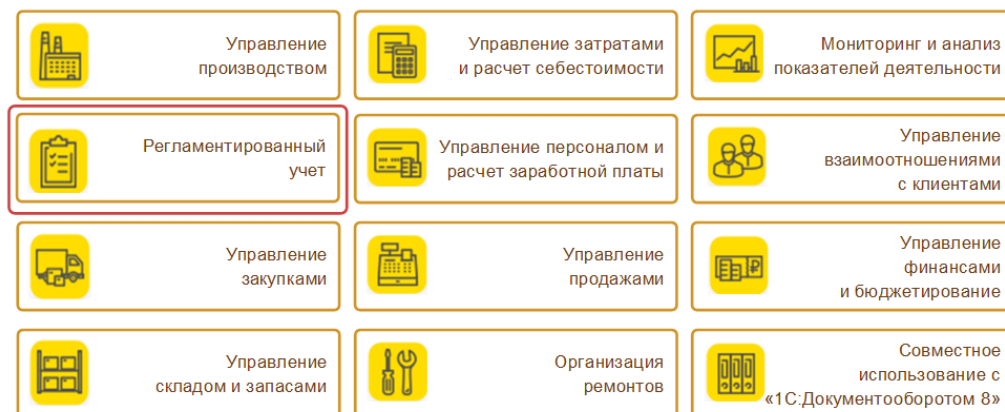 Управление
производством
Управление затратами
и расчет себестоимости
Мониторинг и анализ
показателей деятельности
Регламентированный
учет
Управление персоналом и
расчет заработной платы
Управление
взаимоотношениями
с клиентами
Управление
закупками
Управление
продажами
Управление
финансами
и бюджетирование
Управление
складом и запасами
Организация
ремонтов
Совместное
использование с
«1С:Документооборотом 8»